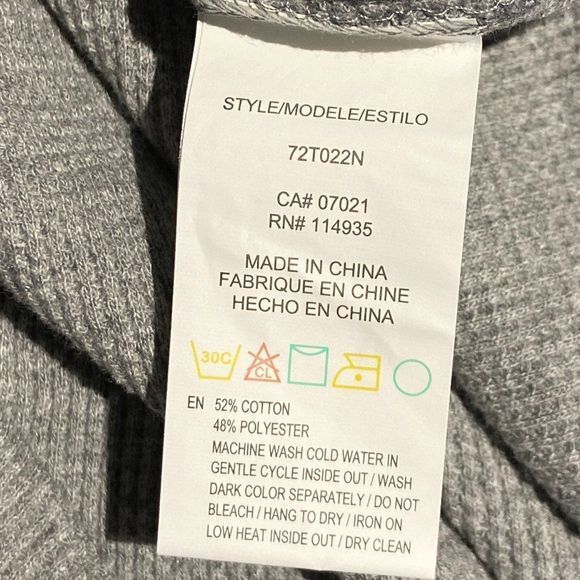 STYLE/MODELE/ESTILO
72T022N
CA# 07021
RN# 114935
MADE IN CHINA
FABRIQUE EN CHINE
HECHO EN CHINA
30C CL
EN 52% COTTON
48% POLYESTER
MACHINE WASH COLD WATER IN
GENTLE CYCLE INSIDE OUT / WASH
DARK COLOR SEPARATELY / DO NOT
BLEACH / HANG TO DRY / IRON ON
LOW HEAT INSIDE OUT / DRY CLEAN